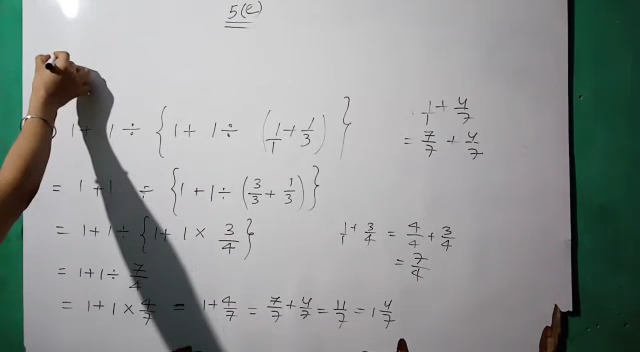 5(e)
1 + 1 ÷ { 1 + 1 ÷ ( 1/1 + 1/3 ) }
1/1 + 4/7
= 7/7 + 4/7
= 1 + 1 ÷ { 1 + 1 ÷ ( 3/3 + 1/3 ) }
= 1 + 1 ÷ { 1 + 1 × 3/4 }
1/1 + 3/4 = 4/4 + 3/4
= 7/4
= 1 + 1 ÷ 7/4
= 1 + 1 × 4/7 = 1 + 4/7 = 7/7 + 4/7 = 11/7 = 1 4/7